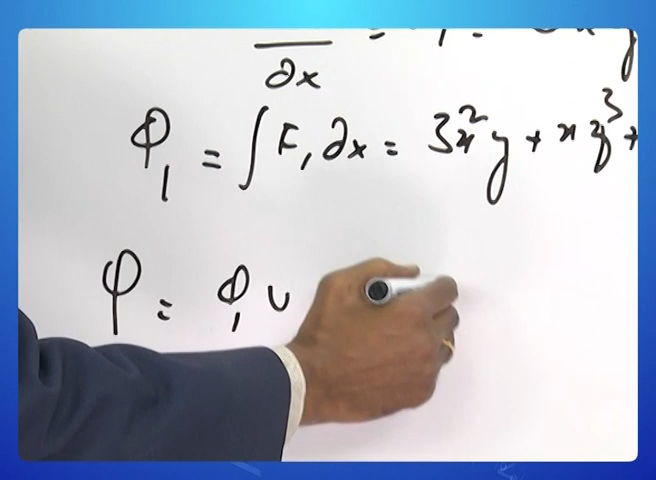 ∂x
φ₁ = ∫ F₁ ∂x = 3x²y + xz³ +
φ = φ₁ ∪